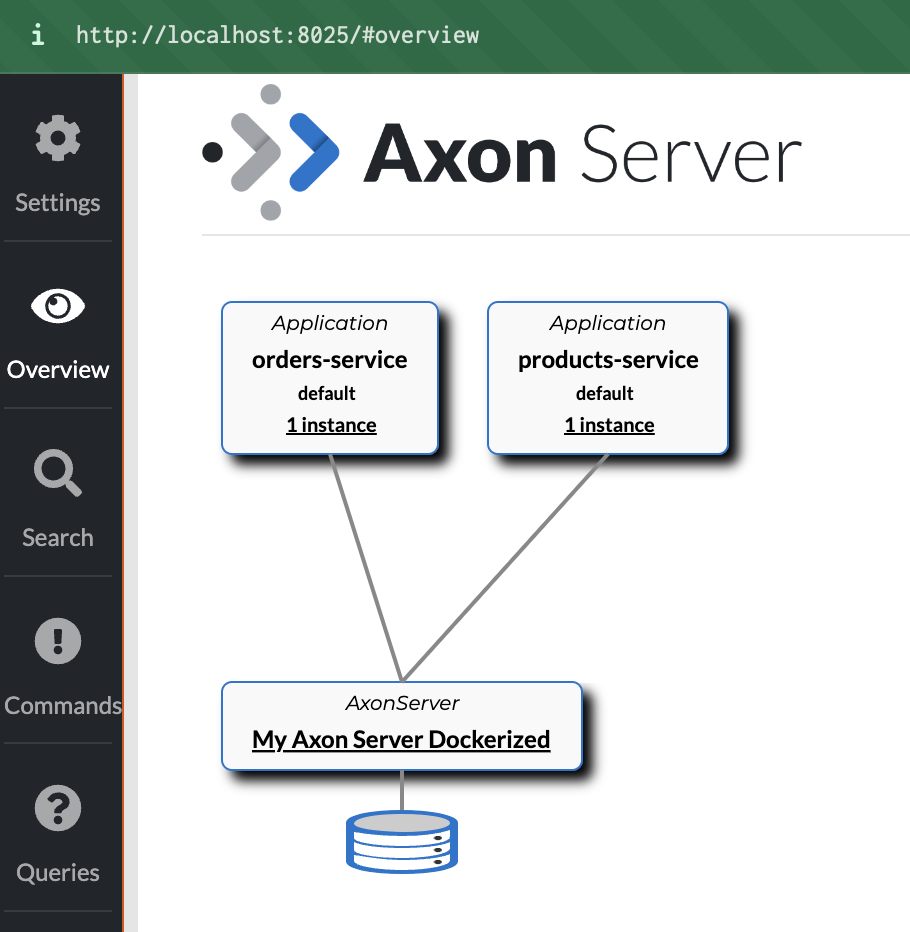 i http://localhost:8025/#overview
Axon Server
Settings
Overview
Search
Commands
Queries
Application
orders-service
default
1 instance
Application
products-service
default
1 instance
AxonServer
My Axon Server Dockerized